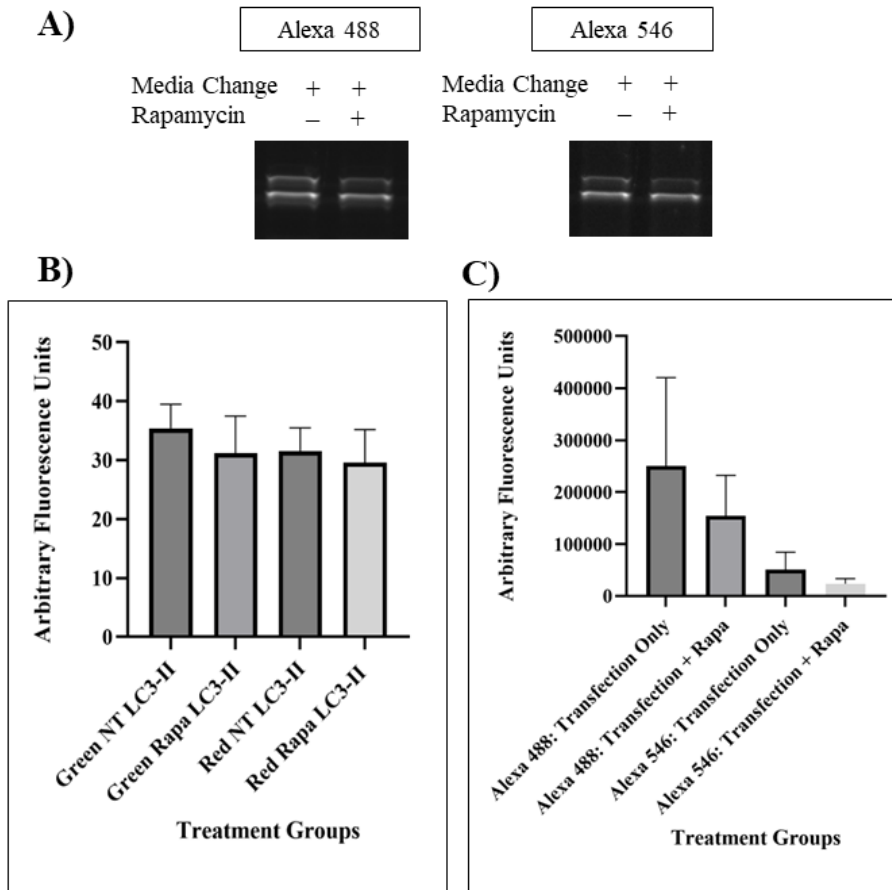 A)
Alexa 488
Alexa 546
Media Change + +
Rapamycin – +
Media Change + +
Rapamycin – +
B)
Arbitrary Fluorescence Units
50
40
30
20
10
0
Green NT LC3-II
Green Rapa LC3-II
Red NT LC3-II
Red Rapa LC3-II
Treatment Groups
C)
Arbitrary Fluorescence Units
500000
400000
300000
200000
100000
0
Alexa 488: Transfection Only
Alexa 488: Transfection + Rapa
Alexa 546: Transfection Only
Alexa 546: Transfection + Rapa
Treatment Groups